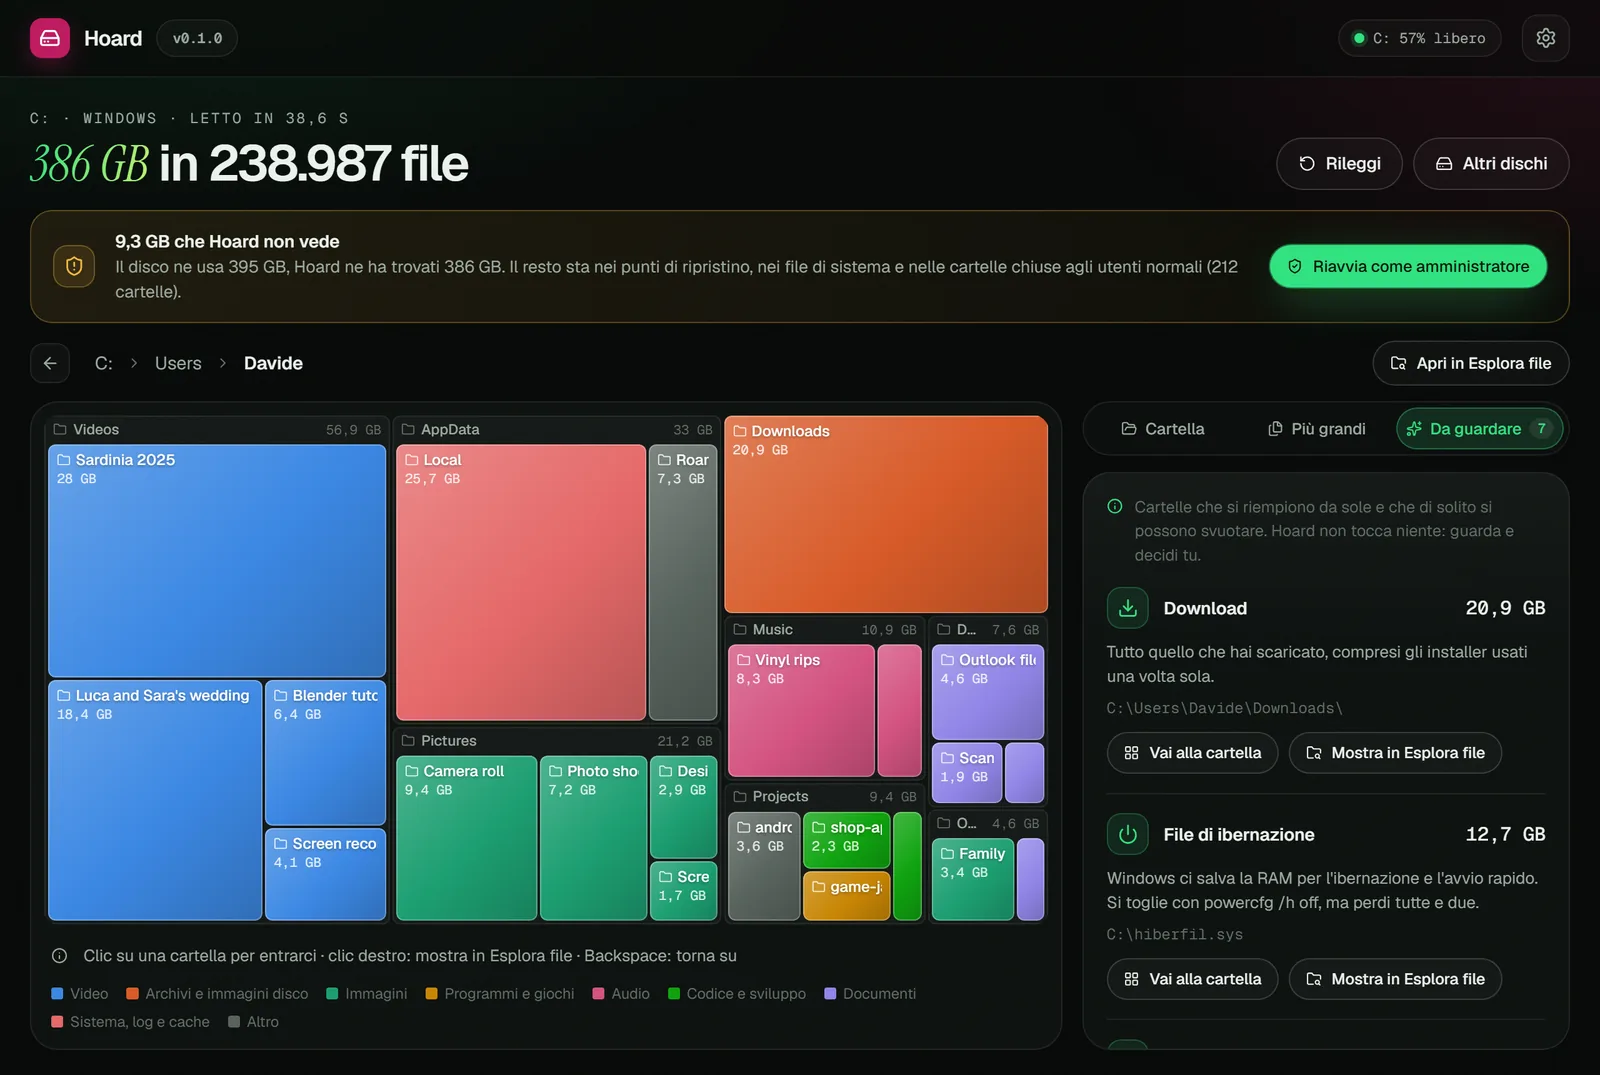 Hoard
v0.1.0
C: 57% libero
C: · WINDOWS · LETTO IN 38,6 S
386 GB in 238.987 file
Rileggi
Altri dischi
9,3 GB che Hoard non vede
Il disco ne usa 395 GB, Hoard ne ha trovati 386 GB. Il resto sta nei punti di ripristino, nei file di sistema e nelle cartelle chiuse agli utenti normali (212
cartelle).
Riavvia come amministratore
C: > Users > Davide
Apri in Esplora file
Videos 56,9 GB
Sardinia 2025
28 GB
Luca and Sara's wedding
18,4 GB
Blender tutc
6,4 GB
Screen reco
4,1 GB
AppData 33 GB
Local
25,7 GB
Roar
7,3 GB
Pictures 21,2 GB
Camera roll
9,4 GB
Photo sho
7,2 GB
Desi
2,9 GB
Scre
1,7 GB
Downloads
20,9 GB
Music 10,9 GB
Vinyl rips
8,3 GB
D... 7,6 GB
Outlook file
4,6 GB
Scan
1,9 GB
Projects 9,4 GB
andro
3,6 GB
shop-ap
2,3 GB
game-ja
O... 4,6 GB
Family
3,4 GB
Clic su una cartella per entrarci · clic destro: mostra in Esplora file · Backspace: torna su
Video
Archivi e immagini disco
Immagini
Programmi e giochi
Audio
Codice e sviluppo
Documenti
Sistema, log e cache
Altro
Cartella
Più grandi
Da guardare 7
Cartelle che si riempiono da sole e che di solito si
possono svuotare. Hoard non tocca niente: guarda e
decidi tu.
Download 20,9 GB
Tutto quello che hai scaricato, compresi gli installer usati
una volta sola.
C:\Users\Davide\Downloads\
Vai alla cartella
Mostra in Esplora file
File di ibernazione 12,7 GB
Windows ci salva la RAM per l'ibernazione e l'avvio rapido.
Si toglie con powercfg /h off, ma perdi tutte e due.
C:\hiberfil.sys
Vai alla cartella
Mostra in Esplora file